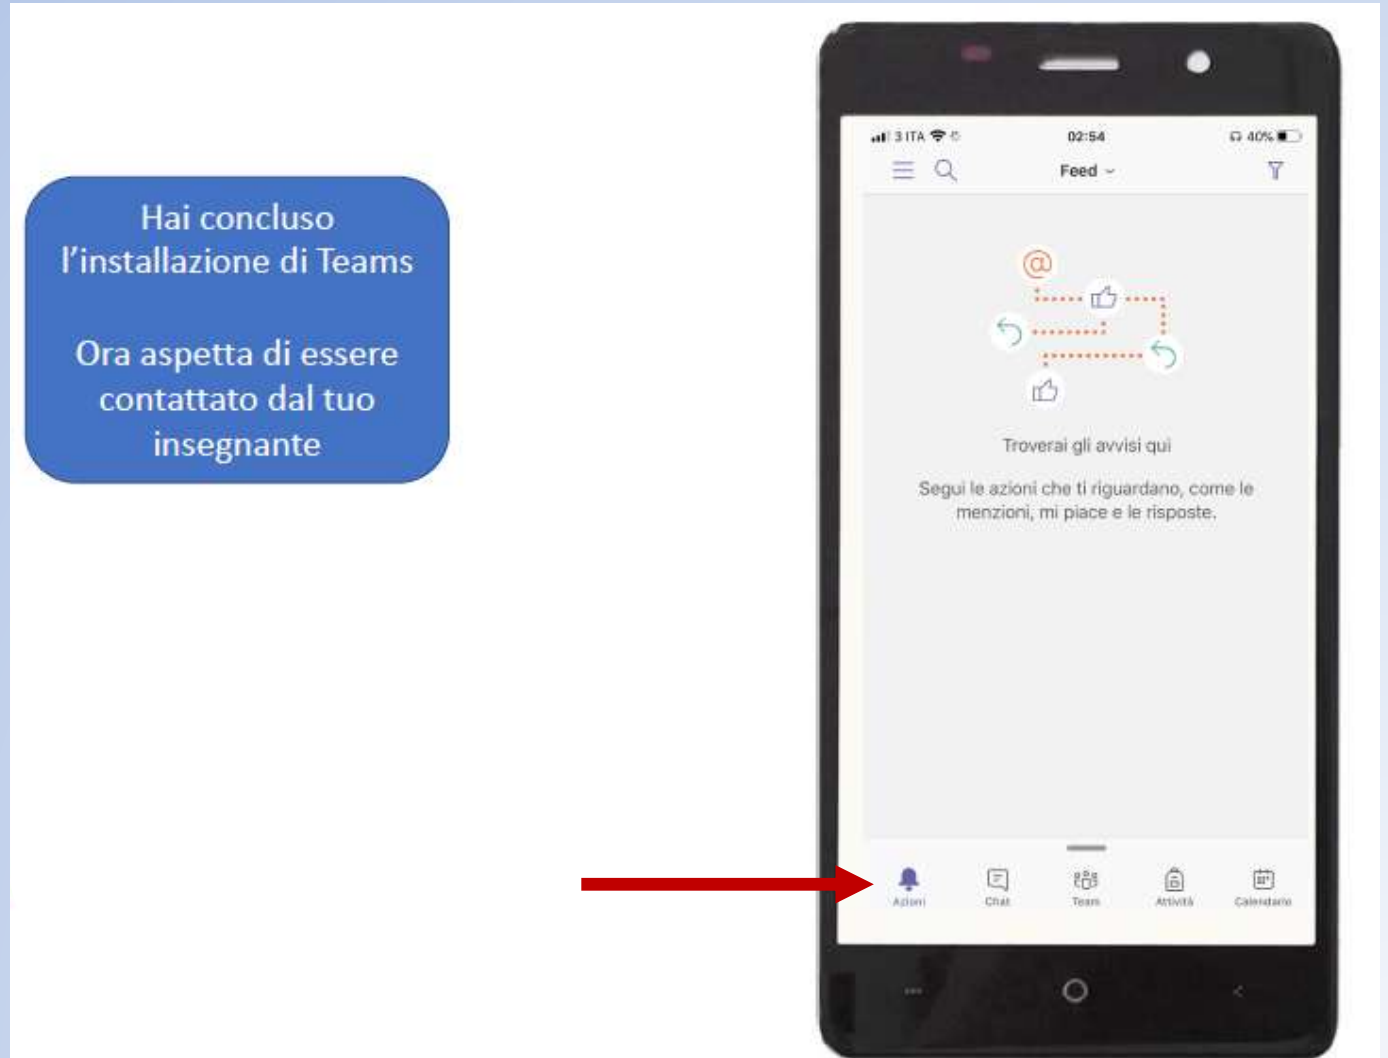 Hai concluso
l'installazione di Teams
Ora aspetta di essere
contattato dal tuo
insegnante
3 ITA
02:54
40%
Feed
@
Troverai gli avvisi qui
Segui le azioni che ti riguardano, come le
menzioni, mi piace e le risposte.
Azioni
Chat
Team
Attività
Calendario